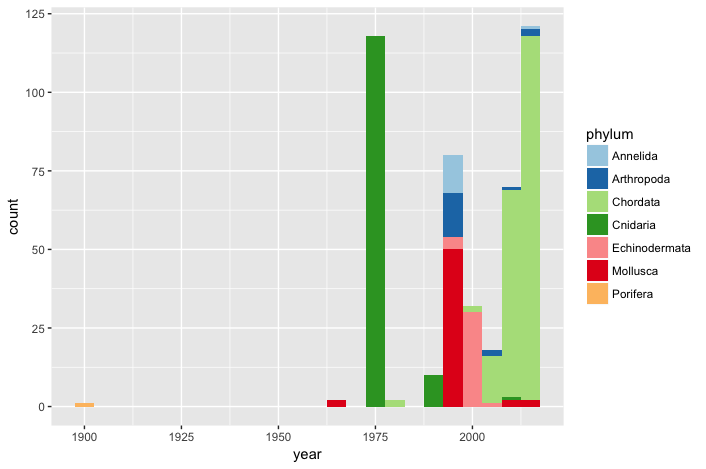 125
100
75
50
25
0
count
1900
1925
1950
1975
2000
year
phylum
Annelida
Arthropoda
Chordata
Cnidaria
Echinodermata
Mollusca
Porifera